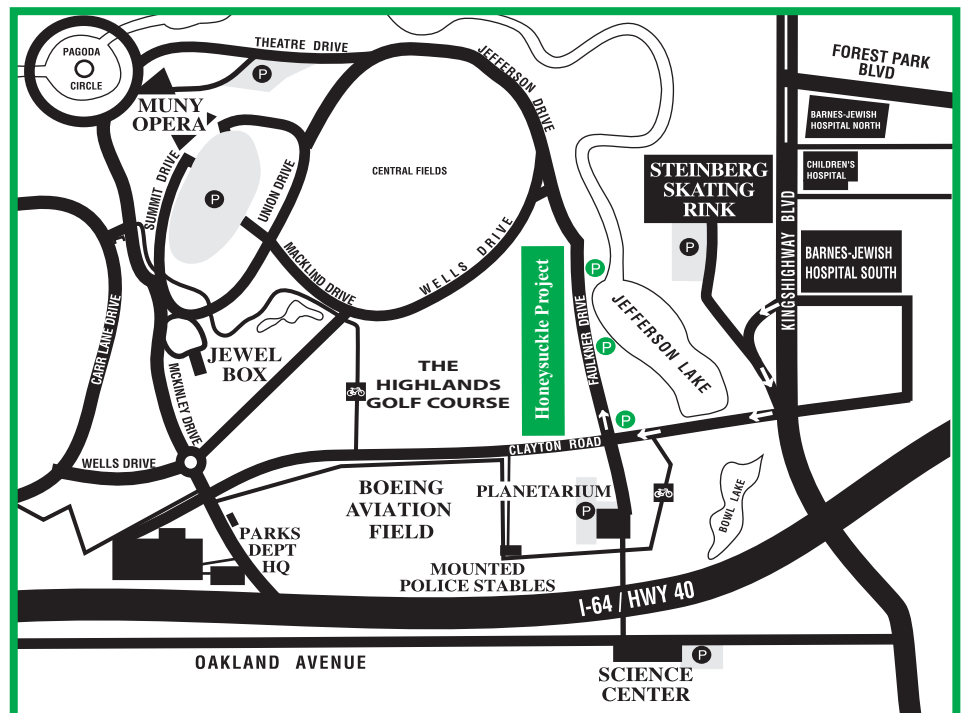 PAGODA
CIRCLE
THEATRE DRIVE
P
JEFFERSON DRIVE
FOREST PARK
BLVD
MUNY
OPERA
BARNES-JEWISH
HOSPITAL NORTH
CENTRAL FIELDS
STEINBERG
SKATING
RINK
CHILDREN'S
HOSPITAL
SUMMIT DRIVE
P
UNION DRIVE
KINGSHIGHWAY BLVD
P
BARNES-JEWISH
HOSPITAL SOUTH
MACKLIND DRIVE
WELLS DRIVE
Honeysuckle Project
P
FAULKNER DRIVE
JEFFERSON LAKE
P
CARR LANE DRIVE
JEWEL
BOX
THE
HIGHLANDS
GOLF COURSE
MCKINLEY DRIVE
P
CLAYTON ROAD
WELLS DRIVE
BOEING
AVIATION
FIELD
PLANETARIUM
P
BOWL LAKE
PARKS
DEPT
HQ
MOUNTED
POLICE STABLES
I-64 / HWY 40
OAKLAND AVENUE
P
SCIENCE
CENTER